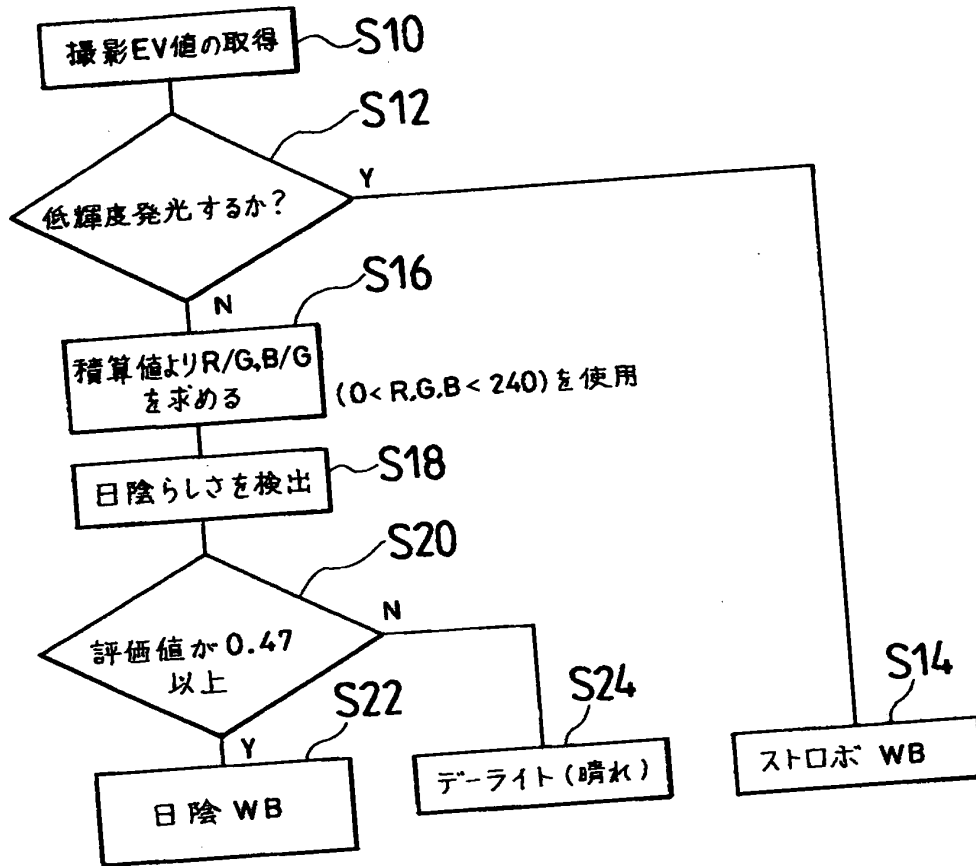 撮影EV値の取得
S10
S12
Y
低輝度発光するか?
N
S16
積算値よりR/G,B/G
を求める
(0<R,G,B<240)を使用
日陰らしさを検出
S18
S20
N
評価値が0.47
以上
Y
S22
S24
S14
日陰WB
デーライト(晴れ)
ストロボ WB